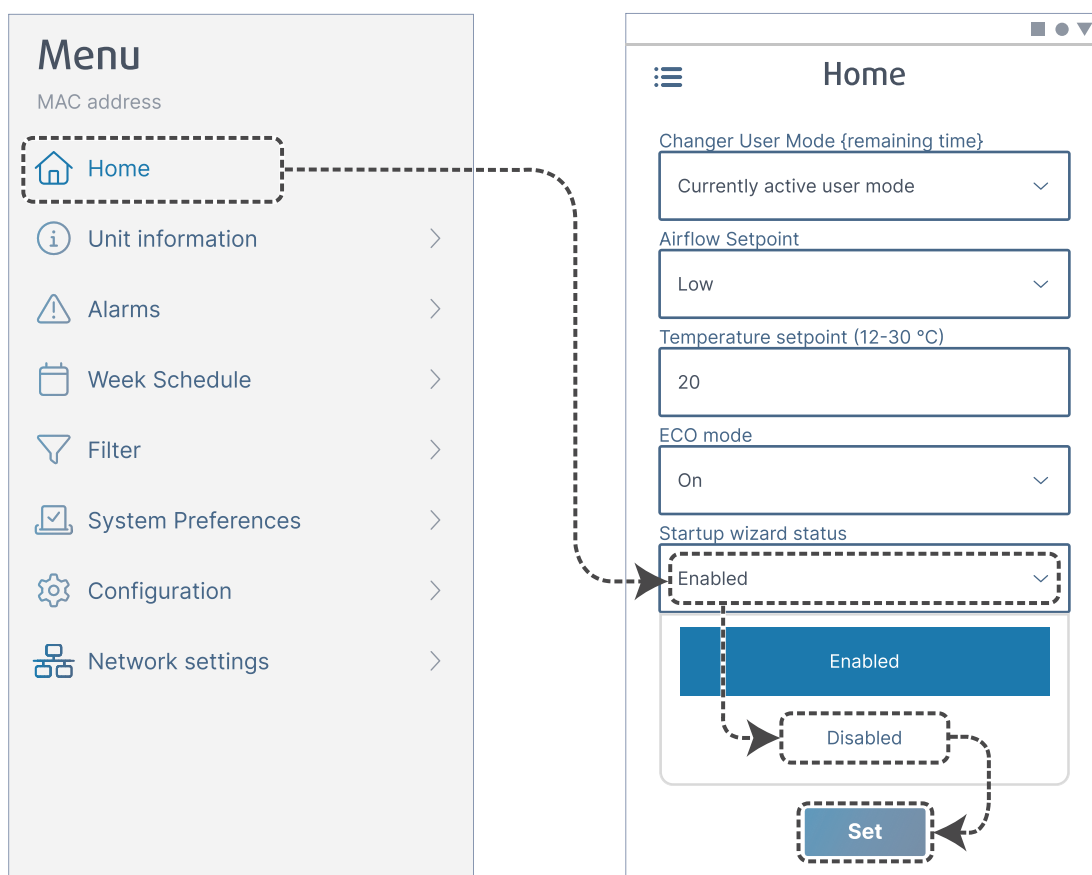 Menu
MAC address
Home
Unit information
Alarms
Week Schedule
Filter
System Preferences
Configuration
Network settings
Home
Changer User Mode {remaining time}
Currently active user mode
Airflow Setpoint
Low
Temperature setpoint (12-30 °C)
20
ECO mode
On
Startup wizard status
Enabled
Enabled
Disabled
Set